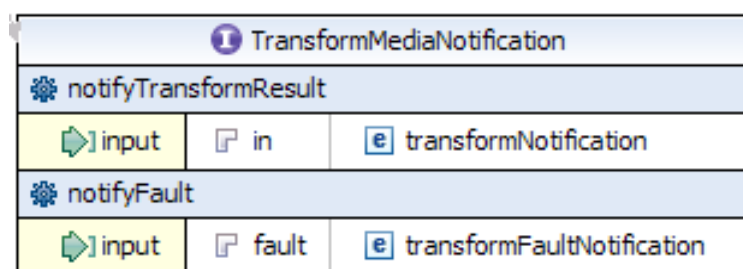 TransformMediaNotification
notifyTransformResult
input in transformNotification
notifyFault
input fault transformFaultNotification